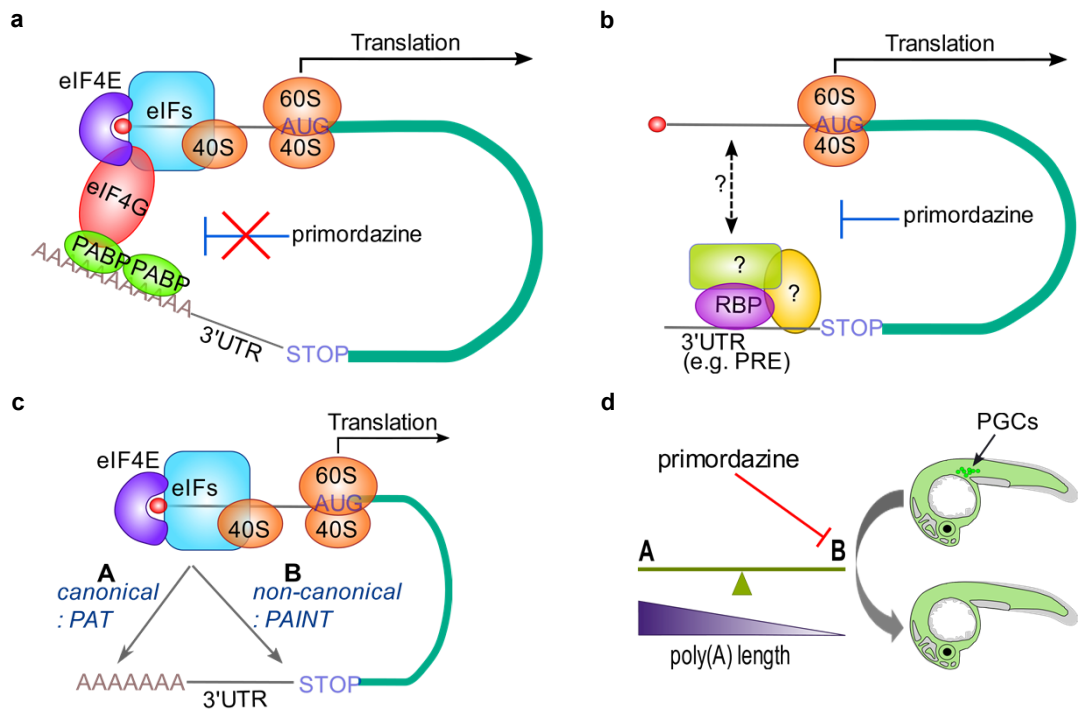 a
Translation
eIF4E
eIFs
60S
AUG
40S
40S
eIF4G
primordazine
PABP
PABP
AAAAAAAAAAA
3'UTR
STOP
b
Translation
60S
AUG
40S
?
primordazine
?
?
RBP
STOP
3'UTR
(e.g. PRE)
c
Translation
eIF4E
eIFs
60S
AUG
40S
40S
A
canonical
: PAT
B
non-canonical
: PAINT
AAAAAAA
3'UTR
STOP
d
PGCs
primordazine
A
B
poly(A) length